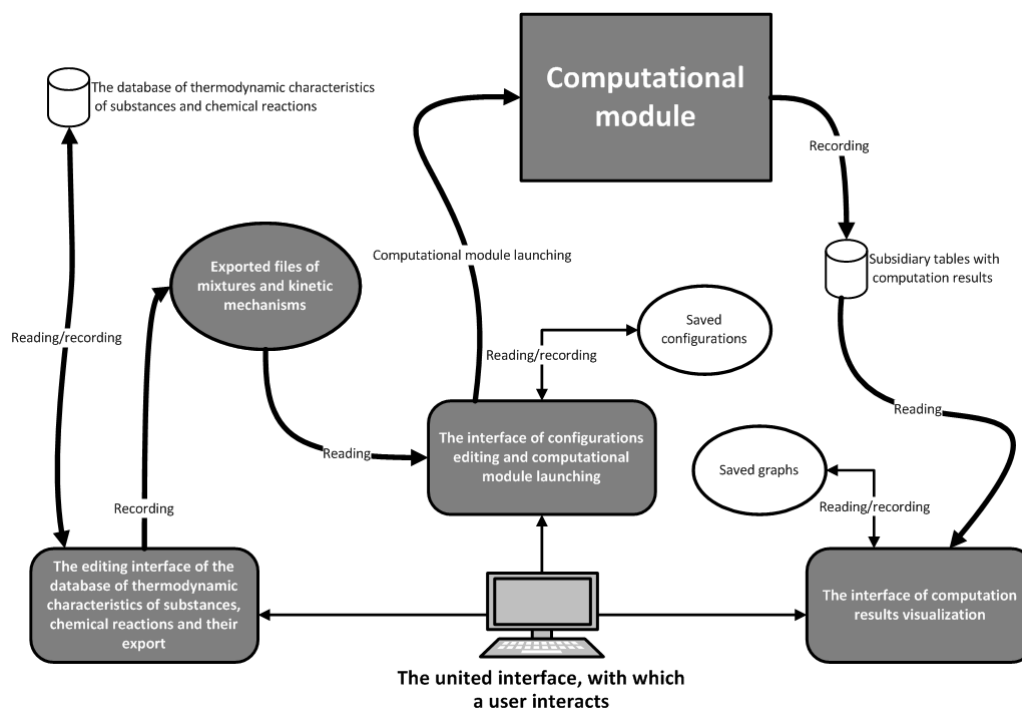 Computational
module
The database of thermodynamic characteristics
of substances and chemical reactions
Recording
Computational module launching
Subsidiary tables with
computation results
Exported files of
mixtures and kinetic
mechanisms
Reading/recording
Saved
configurations
Reading/recording
Reading
The interface of configurations
editing and computational
module launching
Reading
Saved graphs
Recording
Reading/recording
The editing interface of the
database of thermodynamic
characteristics of substances,
chemical reactions and their
export
The interface of computation
results visualization
The united interface, with which
a user interacts